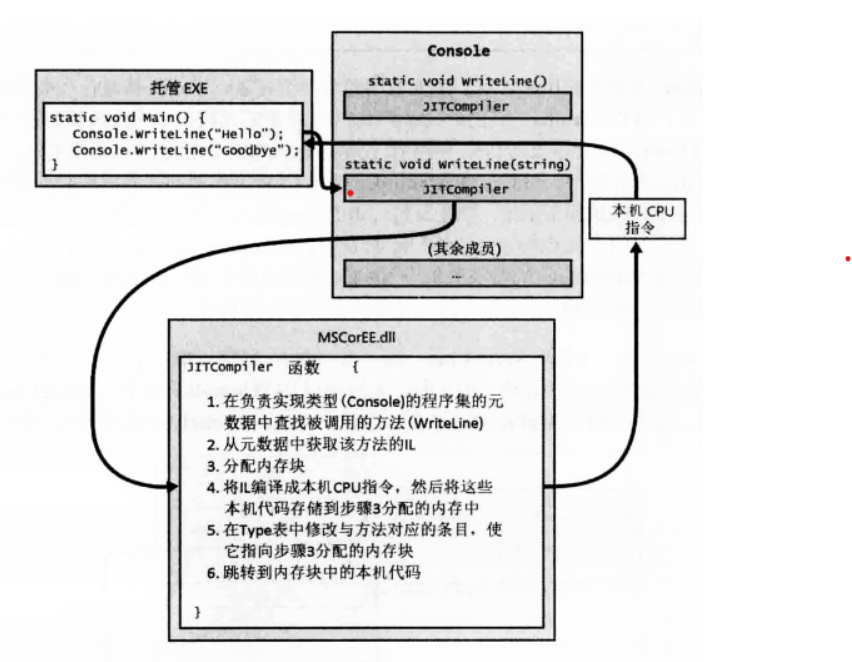 托管 EXE
static void Main() {
Console.WriteLine("Hello");
Console.WriteLine("Goodbye");
}
Console
static void WriteLine()
JITCompiler
static void WriteLine(string)
JITCompiler
(其余成员)
...
本机 CPU
指令
MSCorEE.dll
JITCompiler 函数 {
1. 在负责实现类型(Console)的程序集的元
数据中查找被调用的方法(WriteLine)
2. 从元数据中获取该方法的IL
3. 分配内存块
4. 将IL编译成本机CPU指令，然后将这些
本机代码存储到步骤3分配的内存中
5. 在Type表中修改与方法对应的条目，使
它指向步骤3分配的内存块
6. 跳转到内存块中的本机代码
}